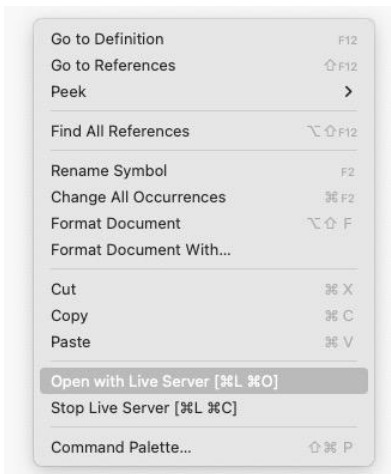 Go to Definition F12
Go to References ⇧F12
Peek >
Find All References ⌥⇧F12
Rename Symbol F2
Change All Occurrences ⌘F2
Format Document ⌥⇧ F
Format Document With...
Cut ⌘ X
Copy ⌘ C
Paste ⌘ V
Open with Live Server [⌘L ⌘O]
Stop Live Server [⌘L ⌘C]
Command Palette... ⇧⌘ P